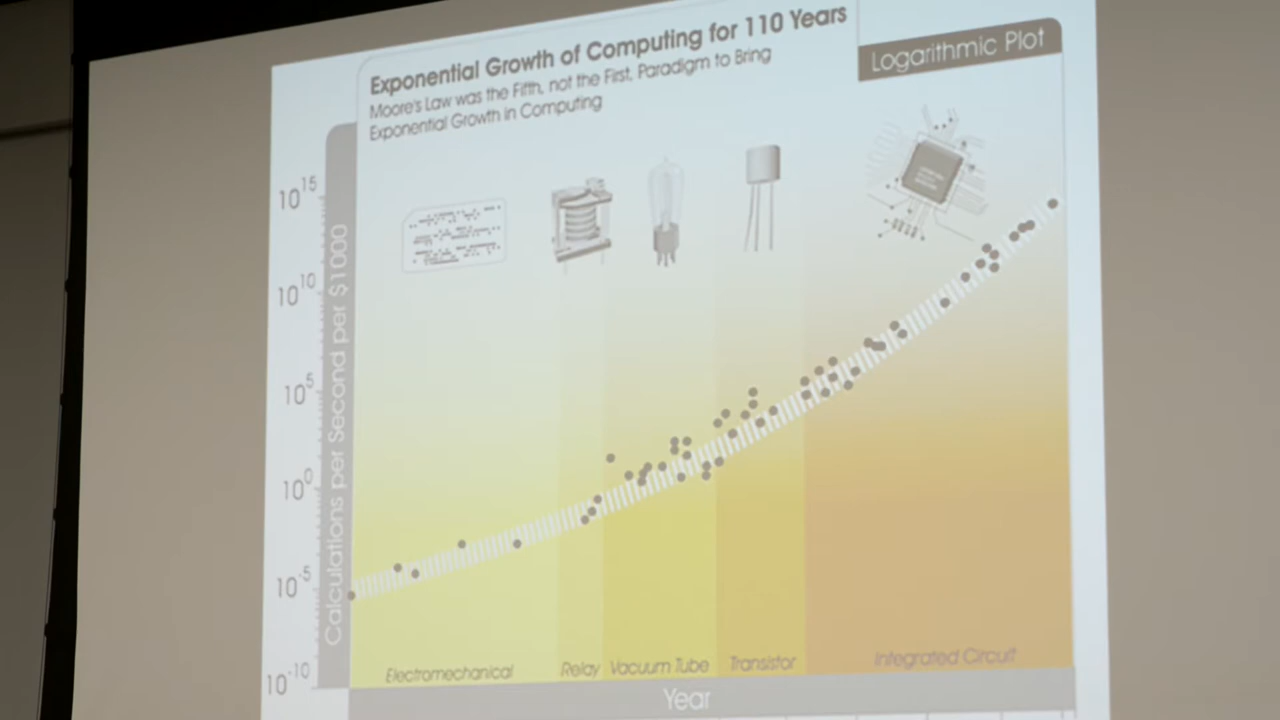 Exponential Growth of Computing for 110 Years
Moore's Law was the Fifth, not the First, Paradigm to Bring
Exponential Growth in Computing
Logarithmic Plot
10^15
10^10
10^5
10^0
10^-5
10^-10
Calculations per Second per $1000
Electromechanical
Relay
Vacuum Tube
Transistor
Integrated Circuit
Year